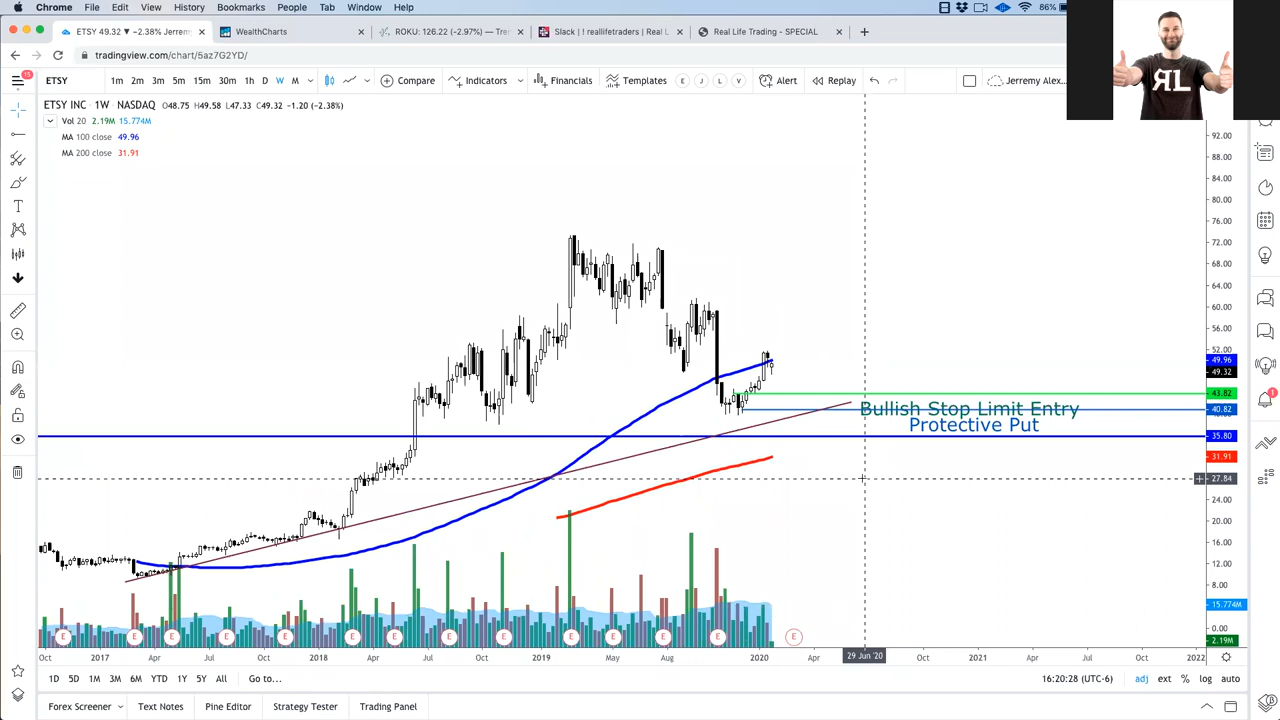 Chrome File Edit View History Bookmarks People Tab Window Help 86%
ETSY 49.32 ▼ −2.38% Jerremy WealthCharts ROKU: 126.22 (-2.97%) — Tre Slack | ! reallifetraders | Real L Real Life Trading - SPECIAL
tradingview.com/chart/5az7G2YD/
15 ETSY 1m 2m 3m 5m 15m 30m 1h D W M Compare Indicators Financials Templates E J L V Alert Replay Jeremy Alex...
ЯL
ETSY INC · 1W · NASDAQ O48.75 H49.58 L47.33 C49.32 −1.20 (−2.38%)
Vol 20 2.19M 15.774M
MA 100 close 49.96
MA 200 close 31.91
92.00
88.00
84.00
80.00
76.00
72.00
68.00
64.00
60.00
56.00
52.00
49.96
49.32
43.82
Bullish Stop Limit Entry 40.82
Protective Put
35.80
31.91
27.84
24.00
20.00
16.00
12.00
8.00
15.774M
0.00
E E E E E E E E E E E E E E
2.19M
Oct 2017 Apr Jul Oct 2018 Apr Jul Oct 2019 May Aug 2020 Apr 29 Jun '20 Oct 2021 Apr Jul Oct 2022
1D 5D 1M 3M 6M YTD 1Y 5Y All Go to... 16:20:28 (UTC-6) adj ext % log auto
Forex Screener Text Notes Pine Editor Strategy Tester Trading Panel